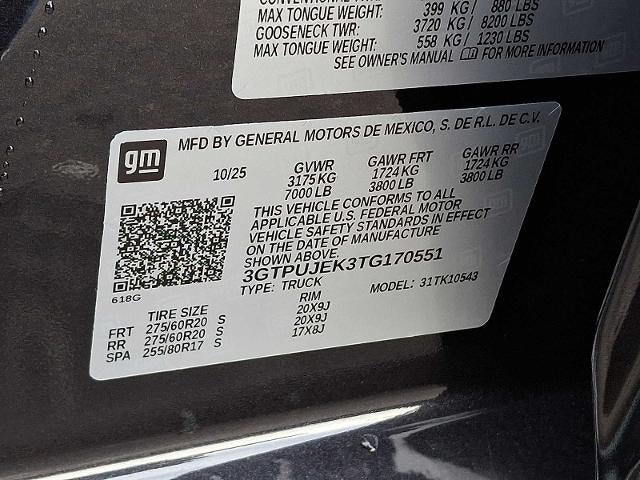 MAX TONGUE WEIGHT: 399 KG/ 880 LBS
GOOSENECK TWR: 3720 KG/ 8200 LBS
MAX TONGUE WEIGHT: 558 KG/ 1230 LBS
SEE OWNER'S MANUAL FOR MORE INFORMATION
gm
MFD BY GENERAL MOTORS DE MEXICO, S. DE R.L. DE C.V.
10/25 GVWR GAWR FRT GAWR RR
3175 KG 1724 KG 1724 KG
7000 LB 3800 LB 3800 LB
THIS VEHICLE CONFORMS TO ALL
APPLICABLE U.S. FEDERAL MOTOR
VEHICLE SAFETY STANDARDS IN EFFECT
ON THE DATE OF MANUFACTURE
SHOWN ABOVE.
3GTPUJEK3TG170551
TYPE: TRUCK MODEL: 31TK10543
618G
TIRE SIZE RIM
FRT 275/60R20 S 20X9J
RR 275/60R20 S 20X9J
SPA 255/80R17 S 17X8J